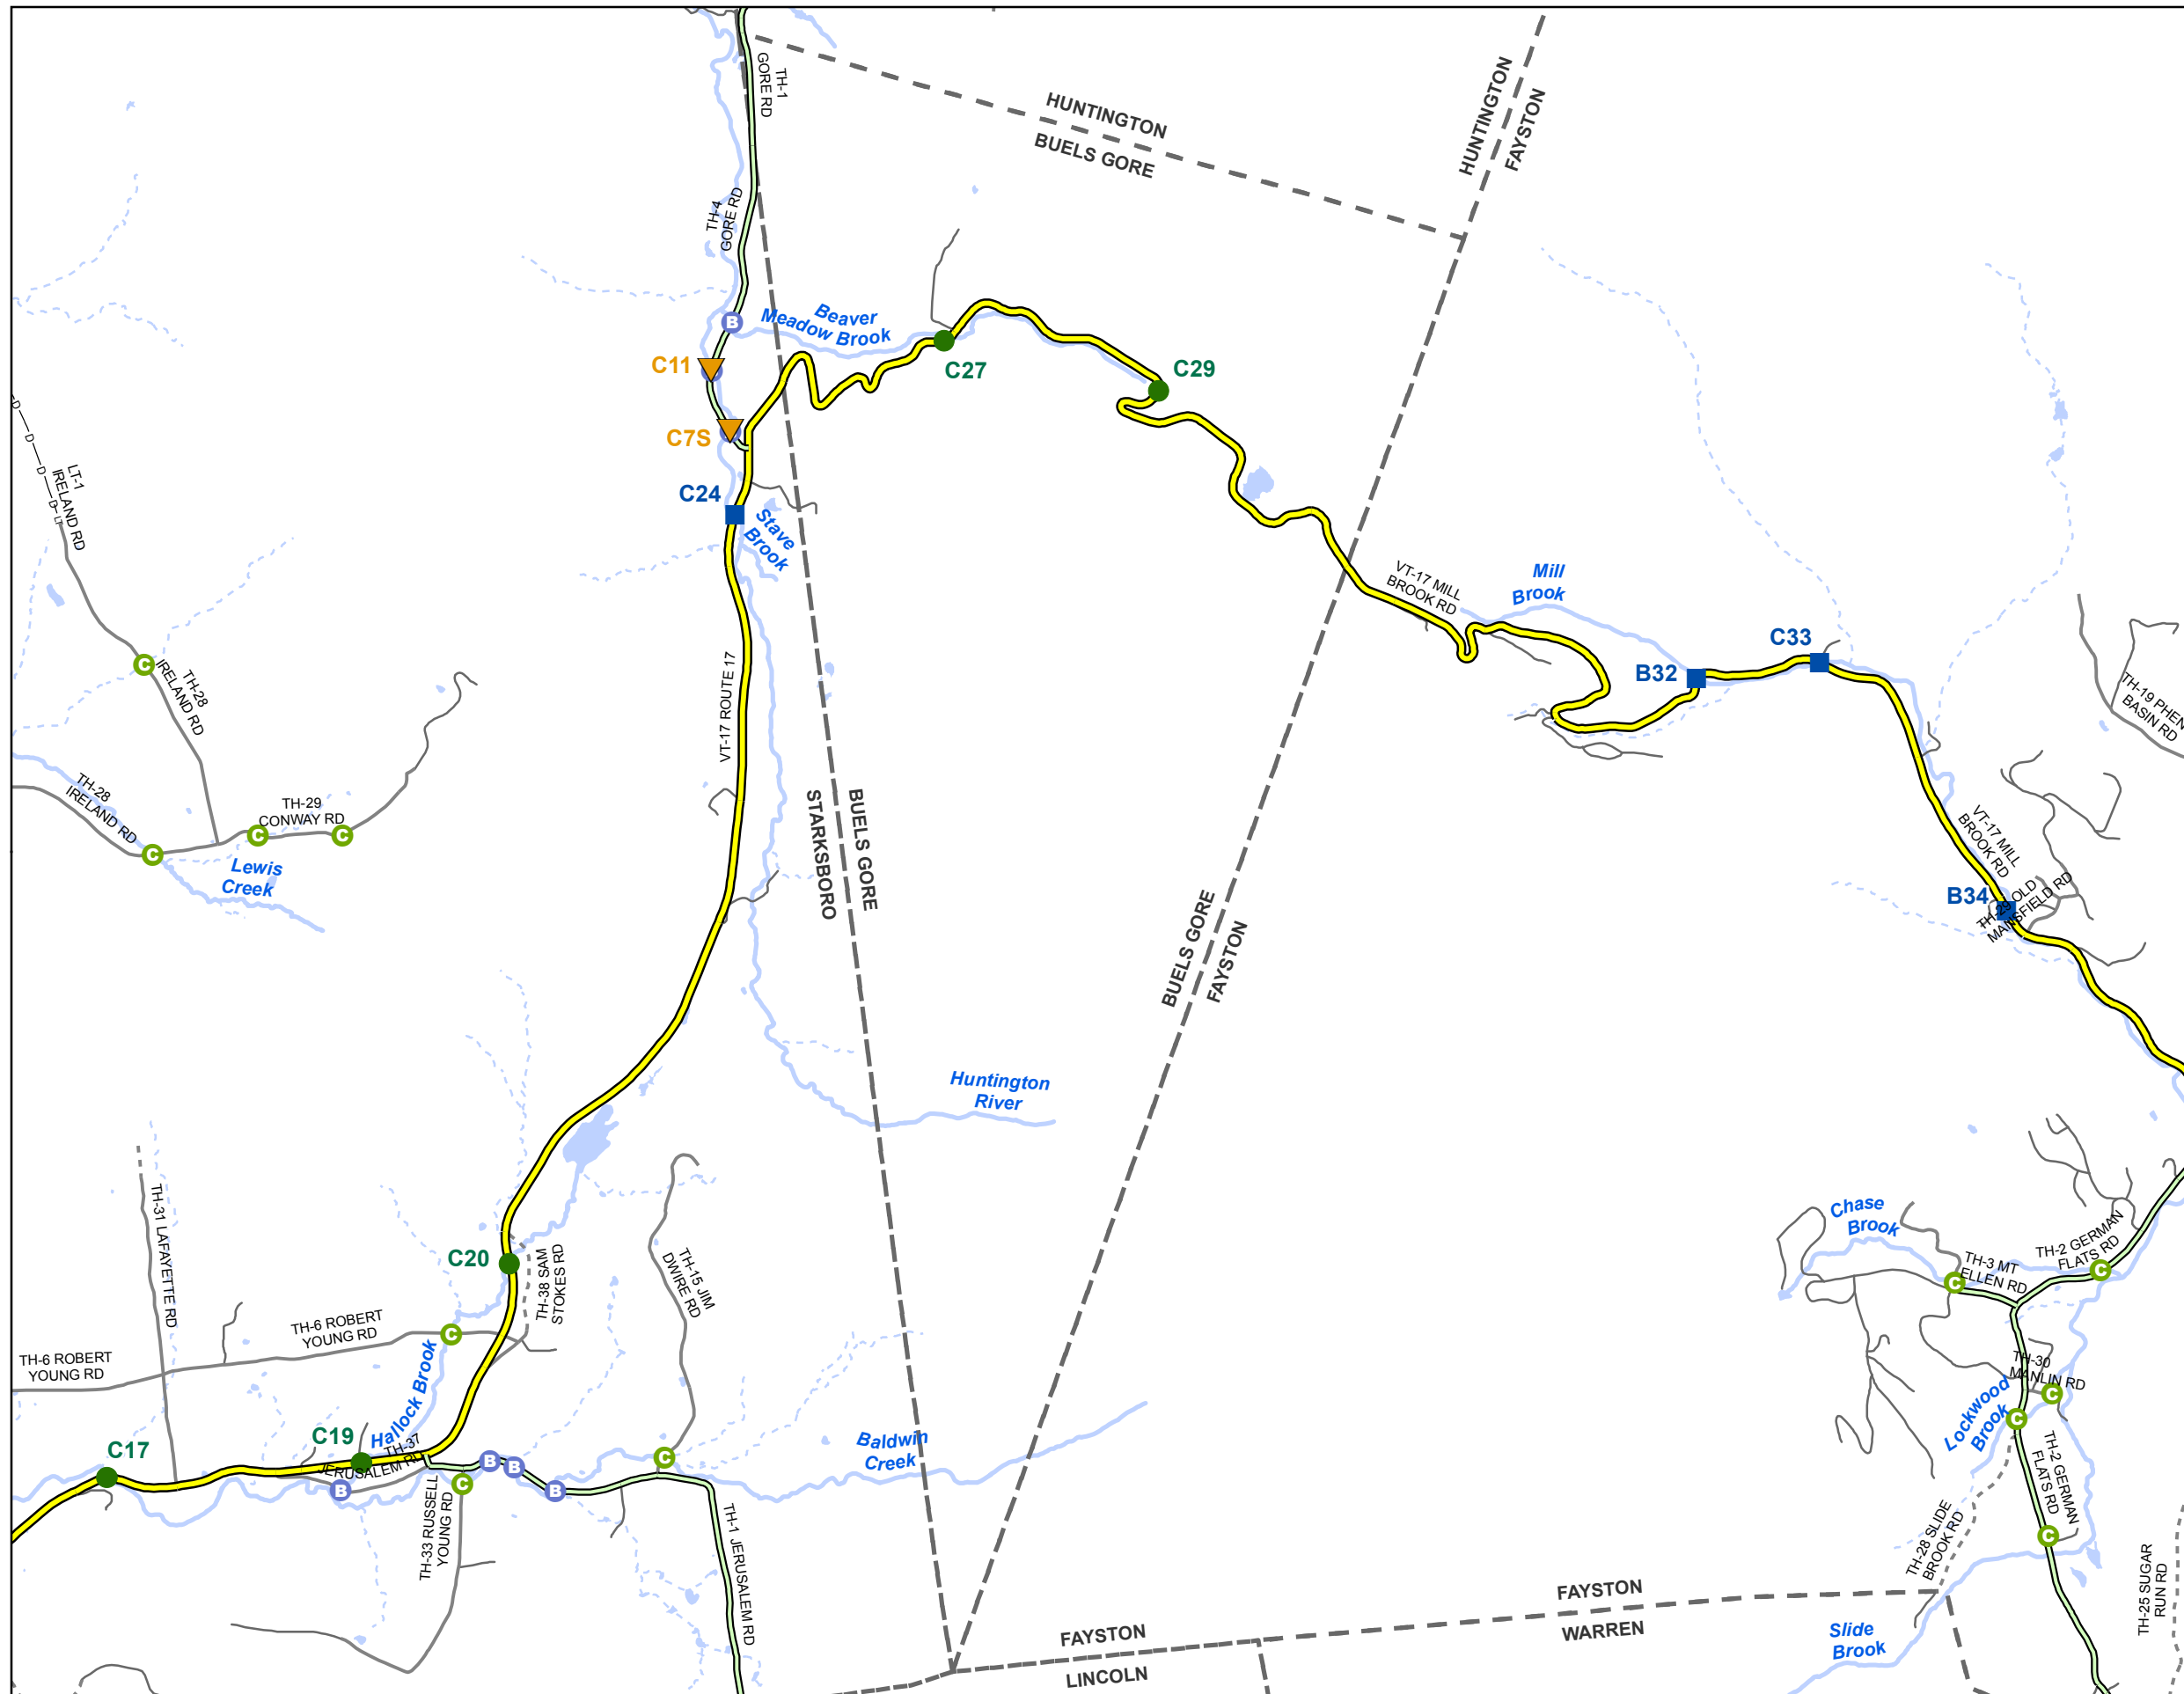 TH-1
GORE RD
HUNTINGTON
BUELS GORE
HUNTINGTON
FAYSTON
TH-4
GORE RD
B
Beaver
Meadow Brook
C11
C27
C29
C7S
C24
Stave
Brook
D
D
D
D
LT
LT-1
IRELAND RD
VT-17 MILL
BROOK RD
Mill
Brook
C33
B32
C
TH-28
IRELAND RD
VT-17 ROUTE 17
TH-19 PHEN
BASIN RD
TH-28
IRELAND RD
TH-29
CONWAY RD
C
C
C
Lewis
Creek
STARKSBORO
BUELS GORE
VT-17 MILL
BROOK RD
B34
TH-29 OLD
MANSFIELD RD
BUELS GORE
FAYSTON
Huntington
River
TH-31 LAFAYETTE RD
C20
TH-38 SAM
STOKES RD
TH-15 JIM
DWIRE RD
Chase
Brook
TH-3 MT
ELLEN RD
C
TH-2 GERMAN
FLATS RD
C
TH-6 ROBERT
YOUNG RD
C
TH-6 ROBERT
YOUNG RD
Hallock Brook
TH-30
MANLIN RD
C
Lockwood
Brook
C
C17
C19
TH-37
JERUSALEM RD
B
B
B
B
C
C
TH-33 RUSSELL
YOUNG RD
Baldwin
Creek
TH-1 JERUSALEM RD
TH-2 GERMAN
FLATS RD
C
TH-28 SLIDE
BROOK RD
TH-25 SUGAR
RUN RD
FAYSTON
WARREN
FAYSTON
LINCOLN
Slide
Brook